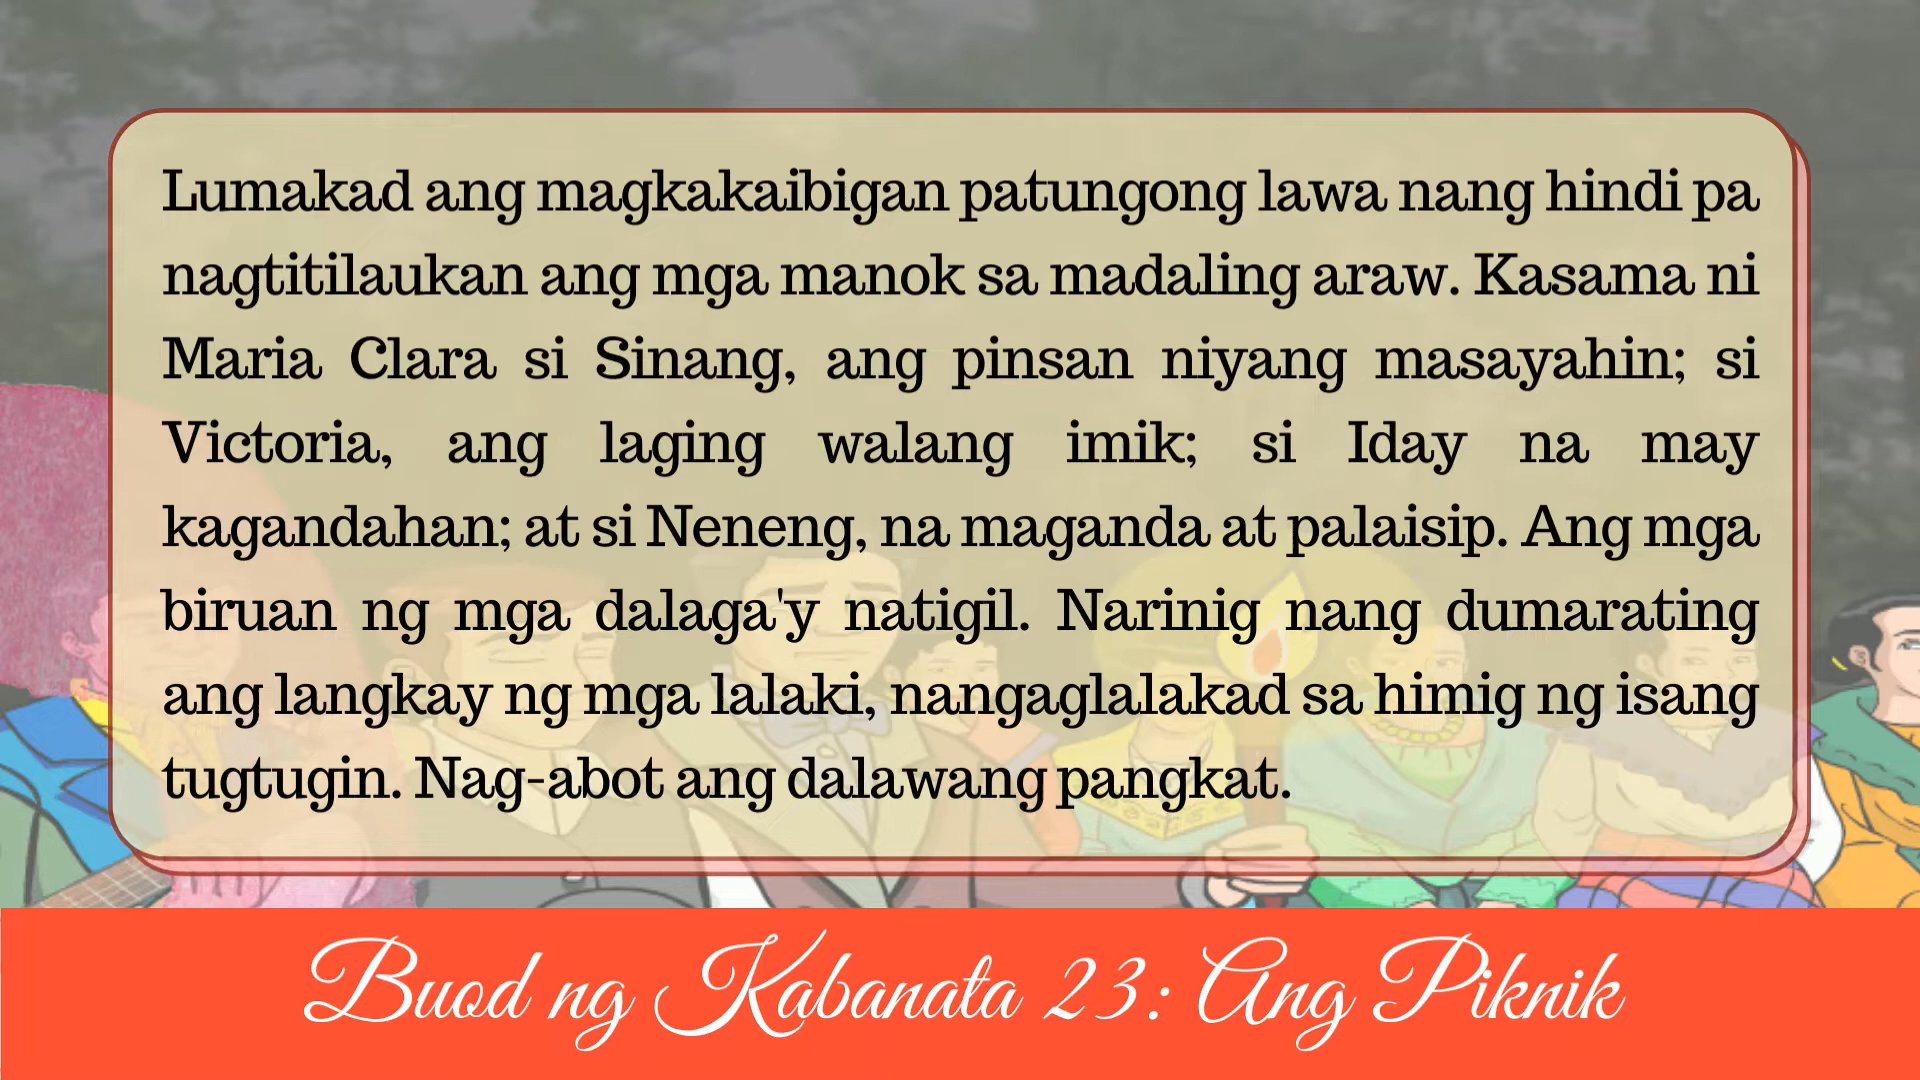 Lumakad ang magkakaibigan patungong lawa nang hindi pa
nagtitilaukan ang mga manok sa madaling araw. Kasama ni
Maria Clara si Sinang, ang pinsan niyang masayahin; si
Victoria, ang laging walang imik; si Iday na may
kagandahan; at si Neneng, na maganda at palaisip. Ang mga
biruan ng mga dalaga'y natigil. Narinig nang dumarating
ang langkay ng mga lalaki, nangaglalakad sa himig ng isang
tugtugin. Nag-abot ang dalawang pangkat.
Buod ng Kabanata 23: Ang Piknik